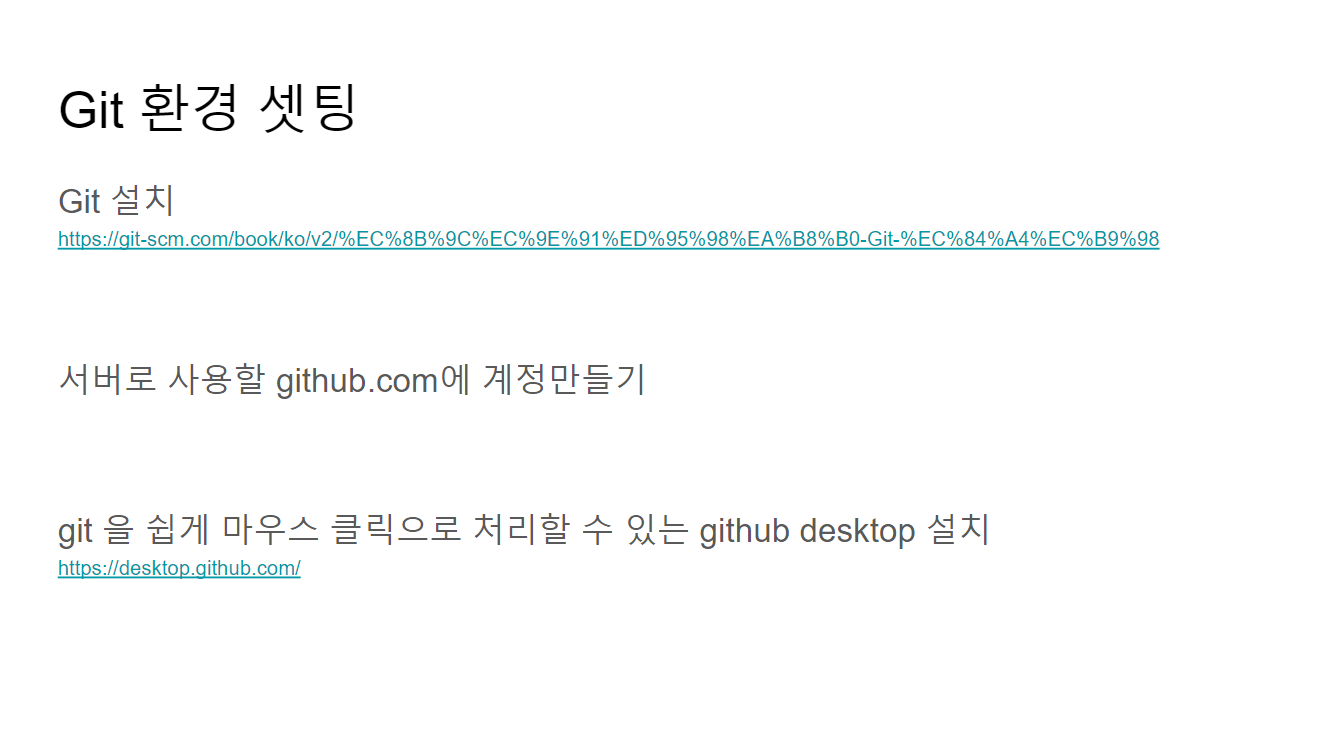 Git 환경 셋팅
Git 설치
https://git-scm.com/book/ko/v2/%EC%8B%9C%EC%9E%91%ED%95%98%EA%B8%B0-Git-%EC%84%A4%EC%B9%98
서버로 사용할 github.com에 계정만들기
git 을 쉽게 마우스 클릭으로 처리할 수 있는 github desktop 설치
https://desktop.github.com/